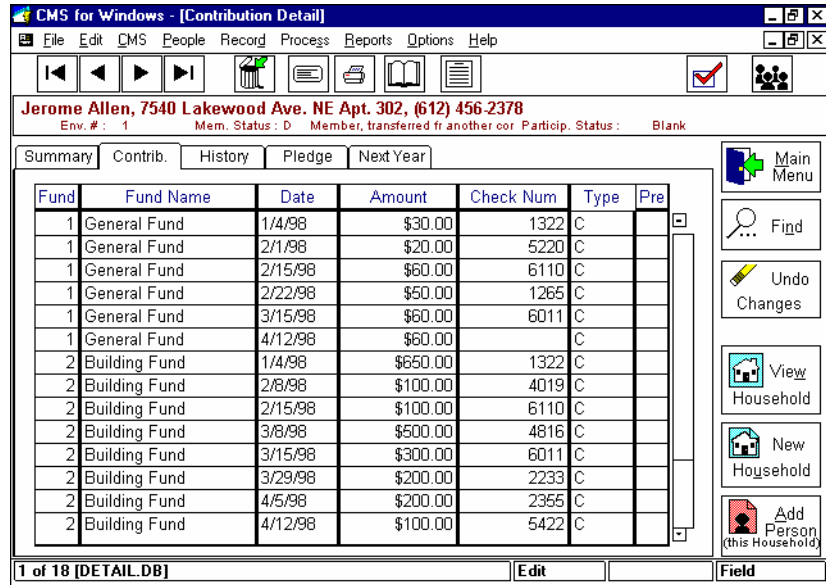 CMS for Windows - [Contribution Detail]
File Edit CMS People Record Process Reports Options Help
Jerome Allen, 7540 Lakewood Ave. NE Apt. 302, (612) 456-2378
Env. # : 1 Mem. Status : D Member, transferred fr another cor Particip. Status : Blank
Summary Contrib. History Pledge Next Year
Fund Fund Name Date Amount Check Num Type Pre
1 General Fund 1/4/98 $30.00 1322 C
1 General Fund 2/1/98 $20.00 5220 C
1 General Fund 2/15/98 $60.00 6110 C
1 General Fund 2/22/98 $50.00 1265 C
1 General Fund 3/15/98 $60.00 6011 C
1 General Fund 4/12/98 $60.00 C
2 Building Fund 1/4/98 $650.00 1322 C
2 Building Fund 2/8/98 $100.00 4019 C
2 Building Fund 2/15/98 $100.00 6110 C
2 Building Fund 3/8/98 $500.00 4816 C
2 Building Fund 3/15/98 $300.00 6011 C
2 Building Fund 3/29/98 $200.00 2233 C
2 Building Fund 4/5/98 $200.00 2355 C
2 Building Fund 4/12/98 $100.00 5422 C
Main
Menu
Find
Undo
Changes
View
Household
New
Household
Add
Person
(this Household)
1 of 18 [DETAIL.DB] Edit Field